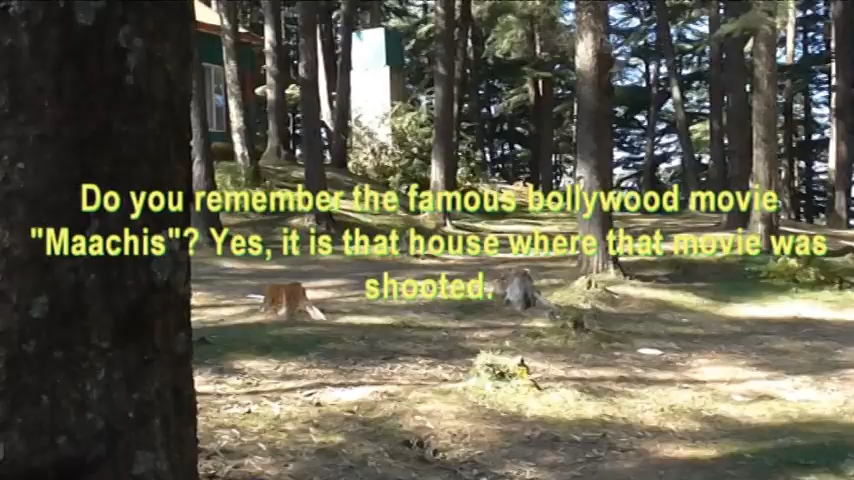 Do you remember the famous bollywood movie
"Maachis"? Yes, it is that house where that movie was
shooted.